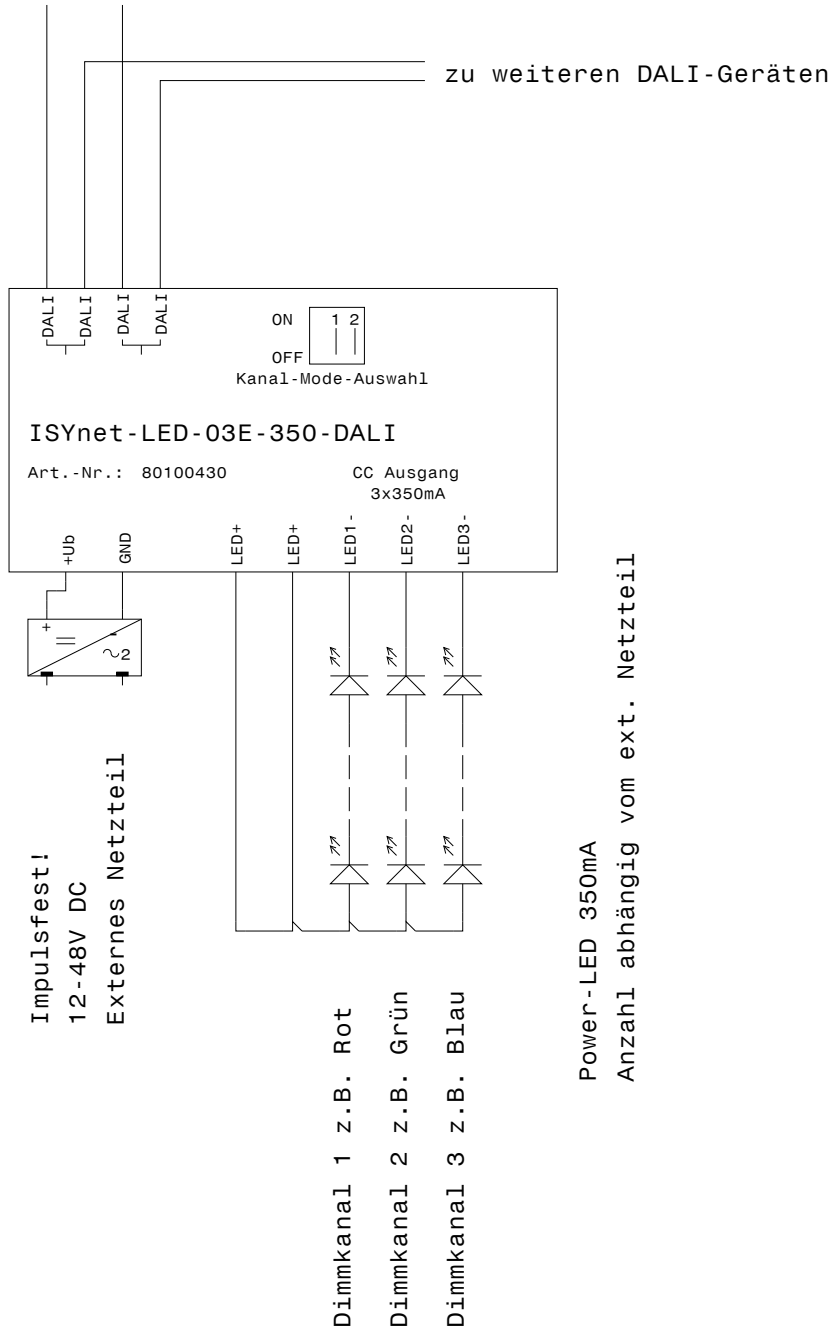 zu weiteren DALI-Geräten
DALI
DALI
DALI
DALI
ON
1 2
OFF
Kanal-Mode-Auswahl
ISYnet-LED-03E-350-DALI
Art.-Nr.: 80100430
CC Ausgang
3x350mA
+Ub
GND
LED+
LED+
LED1-
LED2-
LED3-
+
-
2
Impulsfest!
12-48V DC
Externes Netzteil
Dimmkanal 1 z.B. Rot
Dimmkanal 2 z.B. Grün
Dimmkanal 3 z.B. Blau
Power-LED 350mA
Anzahl abhängig vom ext. Netzteil